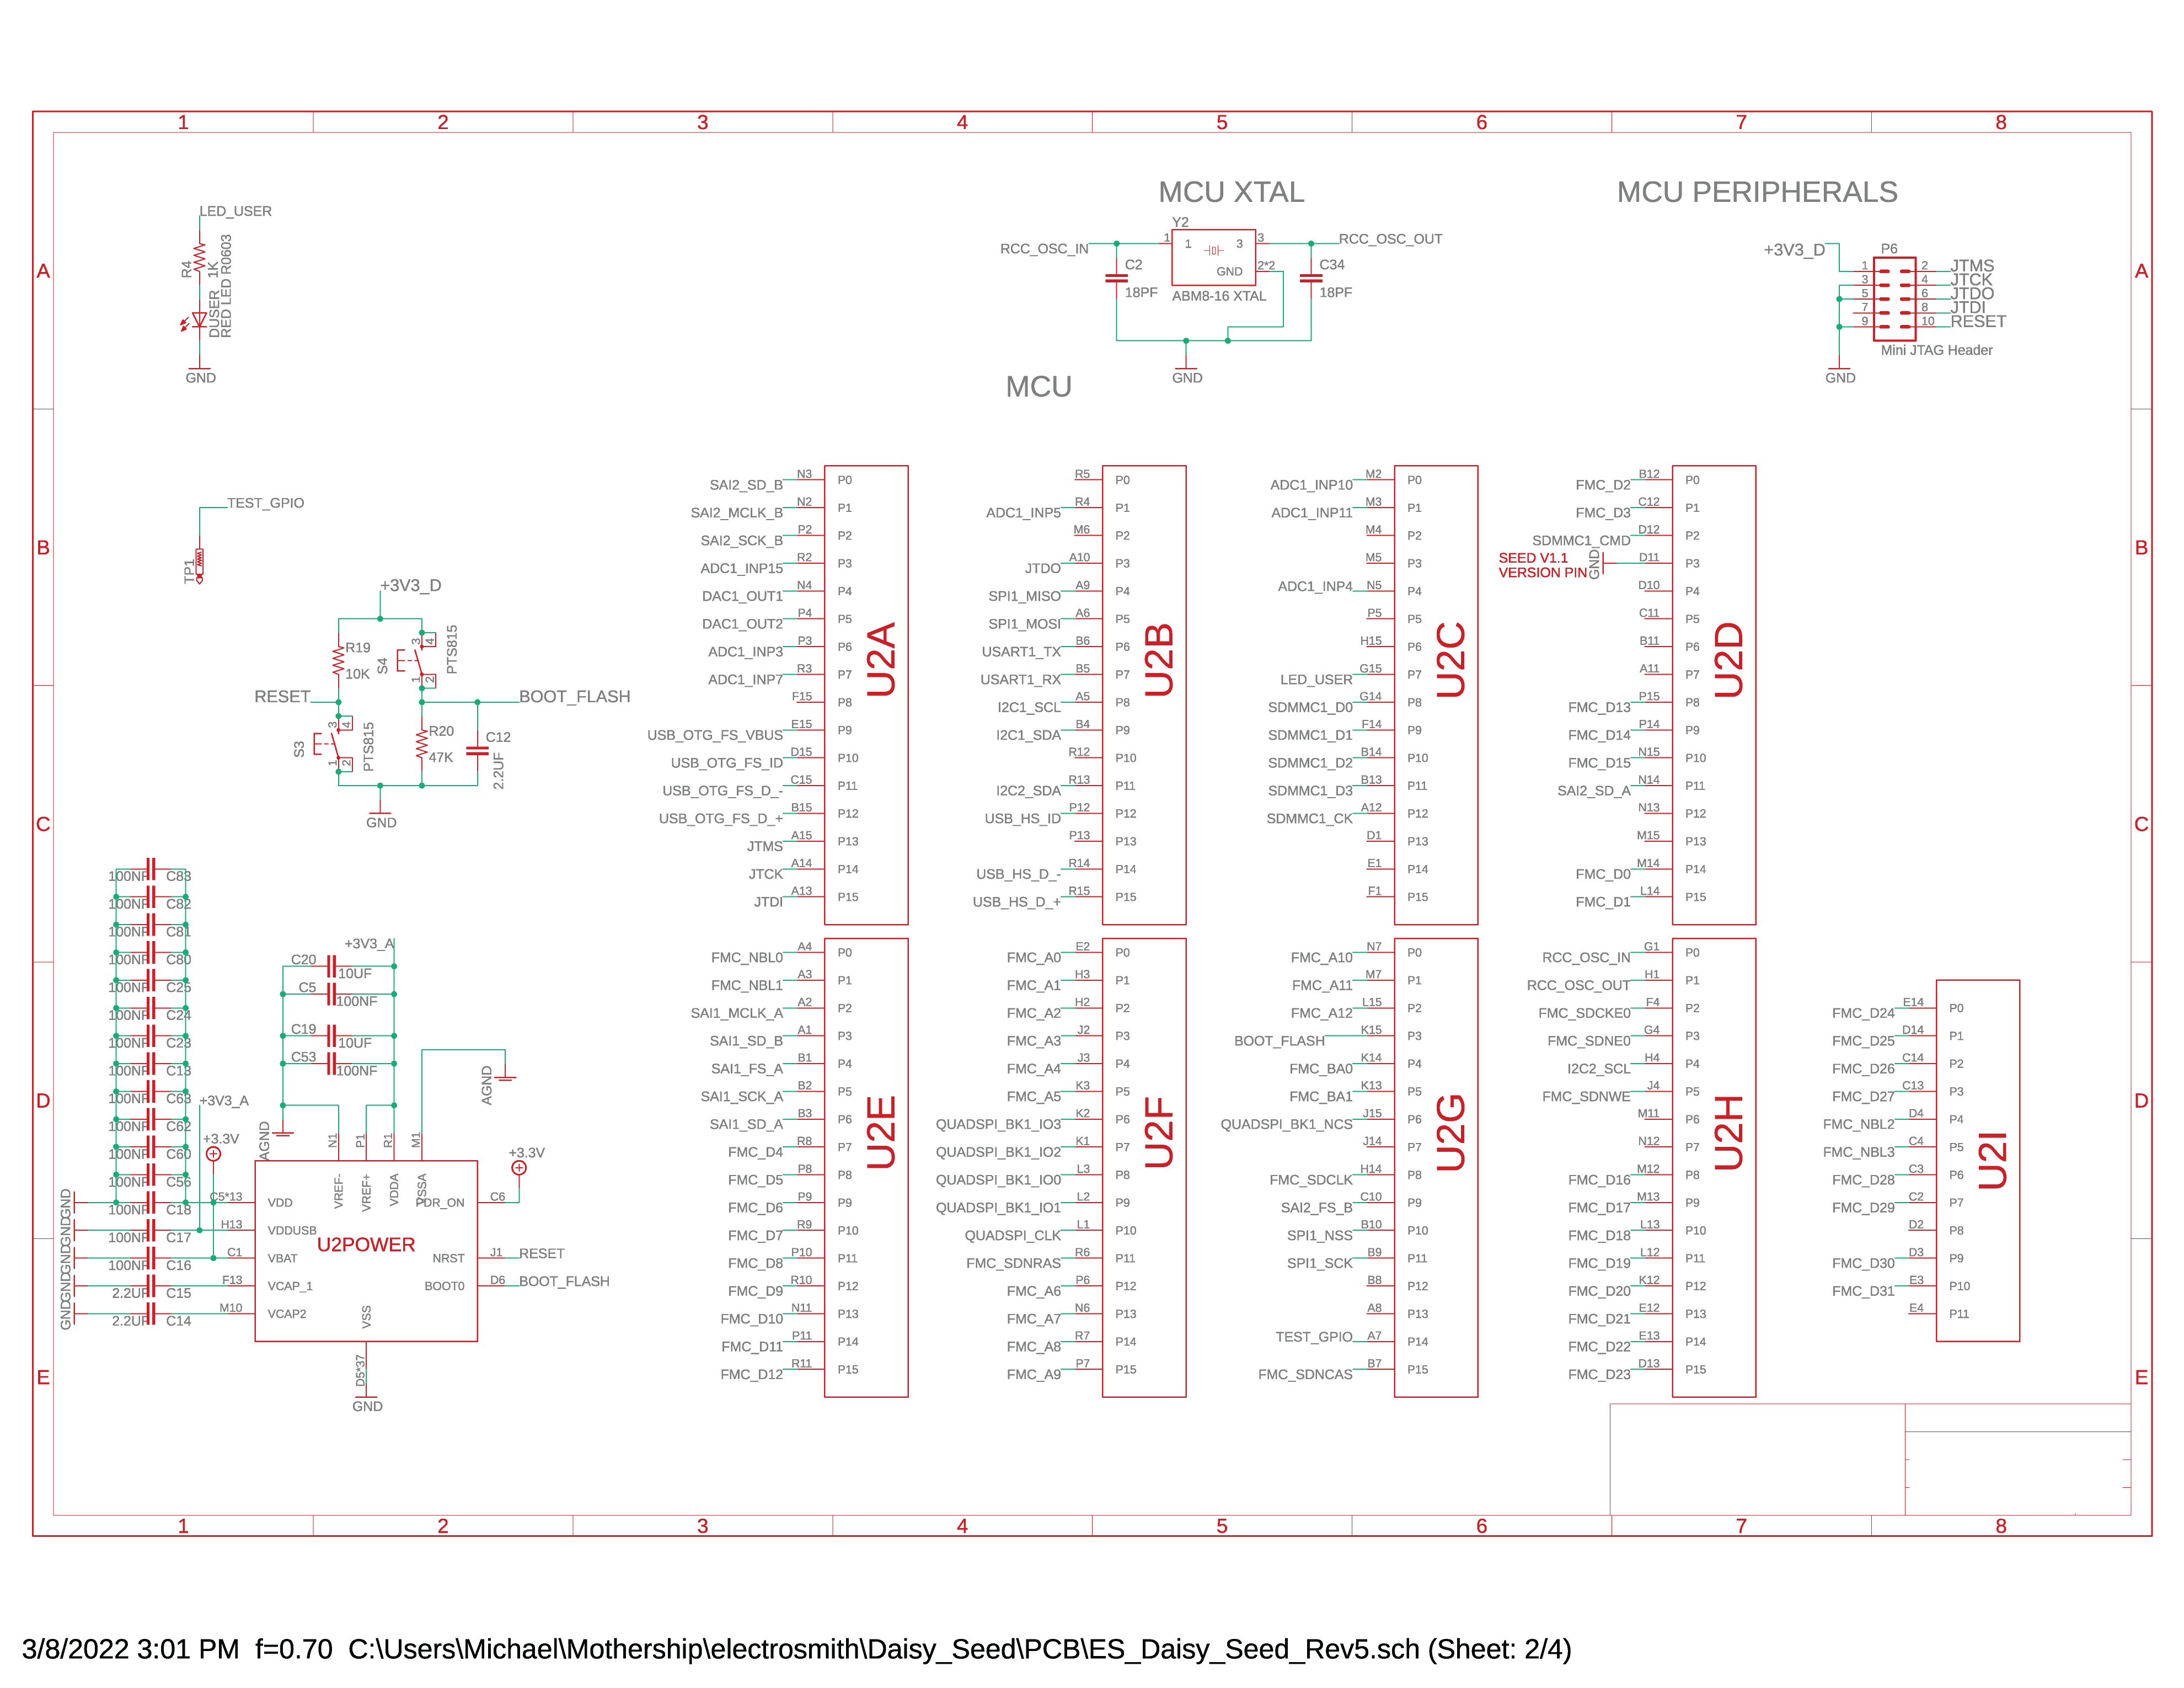 1 2 3 4 5 6 7 8
A
B
C
D
E
A
B
C
D
E
LED_USER
R4
1K
DUSER
RED LED R0603
GND
MCU XTAL
Y2
RCC_OSC_IN
1 1 3 3
GND 2*2
RCC_OSC_OUT
C2
18PF
ABM8-16 XTAL
C34
18PF
GND
MCU PERIPHERALS
+3V3_D
P6
1 2 JTMS
3 4 JTCK
5 6 JTDO
7 8 JTDI
9 10 RESET
Mini JTAG Header
GND
MCU
TEST_GPIO
TP1
+3V3_D
R19
10K
S4
3 4
1 2
PTS815
RESET
BOOT_FLASH
S3
3 4
1 2
PTS815
R20
47K
C12
2.2UF
GND
U2A
SAI2_SD_B N3 P0
SAI2_MCLK_B N2 P1
SAI2_SCK_B P2 P2
ADC1_INP15 R2 P3
DAC1_OUT1 N4 P4
DAC1_OUT2 P4 P5
ADC1_INP3 P3 P6
ADC1_INP7 R3 P7
F15 P8
USB_OTG_FS_VBUS E15 P9
USB_OTG_FS_ID D15 P10
USB_OTG_FS_D_- C15 P11
USB_OTG_FS_D_+ B15 P12
JTMS A15 P13
JTCK A14 P14
JTDI A13 P15
U2B
R5 P0
ADC1_INP5 R4 P1
M6 P2
JTDO A10 P3
SPI1_MISO A9 P4
SPI1_MOSI A6 P5
USART1_TX B6 P6
USART1_RX B5 P7
I2C1_SCL A5 P8
I2C1_SDA B4 P9
R12 P10
I2C2_SDA R13 P11
USB_HS_ID P12 P12
P13 P13
USB_HS_D_- R14 P14
USB_HS_D_+ R15 P15
U2C
ADC1_INP10 M2 P0
ADC1_INP11 M3 P1
M4 P2
M5 P3
ADC1_INP4 N5 P4
P5 P5
H15 P6
LED_USER G15 P7
SDMMC1_D0 G14 P8
SDMMC1_D1 F14 P9
SDMMC1_D2 B14 P10
SDMMC1_D3 B13 P11
SDMMC1_CK A12 P12
D1 P13
E1 P14
F1 P15
U2D
FMC_D2 B12 P0
FMC_D3 C12 P1
SDMMC1_CMD D12 P2
SEED V1.1
VERSION PIN
GND D11 P3
D10 P4
C11 P5
B11 P6
A11 P7
FMC_D13 P15 P8
FMC_D14 P14 P9
FMC_D15 N15 P10
SAI2_SD_A N14 P11
N13 P12
M15 P13
FMC_D0 M14 P14
FMC_D1 L14 P15
100NF C83
100NF C82
100NF C81
100NF C80
100NF C25
100NF C24
100NF C23
100NF C13
100NF C63
100NF C62
100NF C60
100NF C56
GND 100NF C18
GND 100NF C17
GND 100NF C16
GND 2.2UF C15
GND 2.2UF C14
+3V3_A
+3.3V
+3V3_A
C20 10UF
C5 100NF
C19 10UF
C53 100NF
AGND
AGND
N1 P1 R1 M1
VREF- VREF+ VDDA VSSA
+3.3V
C5*13 VDD
H13 VDDUSB
C1 VBAT
F13 VCAP_1
M10 VCAP2
U2POWER
PDR_ON C6
NRST J1 RESET
BOOT0 D6 BOOT_FLASH
VSS
D5*37
GND
U2E
FMC_NBL0 A4 P0
FMC_NBL1 A3 P1
SAI1_MCLK_A A2 P2
SAI1_SD_B A1 P3
SAI1_FS_A B1 P4
SAI1_SCK_A B2 P5
SAI1_SD_A B3 P6
FMC_D4 R8 P7
FMC_D5 P8 P8
FMC_D6 P9 P9
FMC_D7 R9 P10
FMC_D8 P10 P11
FMC_D9 R10 P12
FMC_D10 N11 P13
FMC_D11 P11 P14
FMC_D12 R11 P15
U2F
FMC_A0 E2 P0
FMC_A1 H3 P1
FMC_A2 H2 P2
FMC_A3 J2 P3
FMC_A4 J3 P4
FMC_A5 K3 P5
QUADSPI_BK1_IO3 K2 P6
QUADSPI_BK1_IO2 K1 P7
QUADSPI_BK1_IO0 L3 P8
QUADSPI_BK1_IO1 L2 P9
QUADSPI_CLK L1 P10
FMC_SDNRAS R6 P11
FMC_A6 P6 P12
FMC_A7 N6 P13
FMC_A8 R7 P14
FMC_A9 P7 P15
U2G
FMC_A10 N7 P0
FMC_A11 M7 P1
FMC_A12 L15 P2
BOOT_FLASH K15 P3
FMC_BA0 K14 P4
FMC_BA1 K13 P5
QUADSPI_BK1_NCS J15 P6
J14 P7
FMC_SDCLK H14 P8
SAI2_FS_B C10 P9
SPI1_NSS B10 P10
SPI1_SCK B9 P11
B8 P12
A8 P13
TEST_GPIO A7 P14
FMC_SDNCAS B7 P15
U2H
RCC_OSC_IN G1 P0
RCC_OSC_OUT H1 P1
FMC_SDCKE0 F4 P2
FMC_SDNE0 G4 P3
I2C2_SCL H4 P4
FMC_SDNWE J4 P5
M11 P6
N12 P7
FMC_D16 M12 P8
FMC_D17 M13 P9
FMC_D18 L13 P10
FMC_D19 L12 P11
FMC_D20 K12 P12
FMC_D21 E12 P13
FMC_D22 E13 P14
FMC_D23 D13 P15
U2I
FMC_D24 E14 P0
FMC_D25 D14 P1
FMC_D26 C14 P2
FMC_D27 C13 P3
FMC_NBL2 D4 P4
FMC_NBL3 C4 P5
FMC_D28 C3 P6
FMC_D29 C2 P7
D2 P8
FMC_D30 D3 P9
FMC_D31 E3 P10
E4 P11
1 2 3 4 5 6 7 8
3/8/2022 3:01 PM f=0.70 C:\Users\Michael\Mothership\electrosmith\Daisy_Seed\PCB\ES_Daisy_Seed_Rev5.sch (Sheet: 2/4)